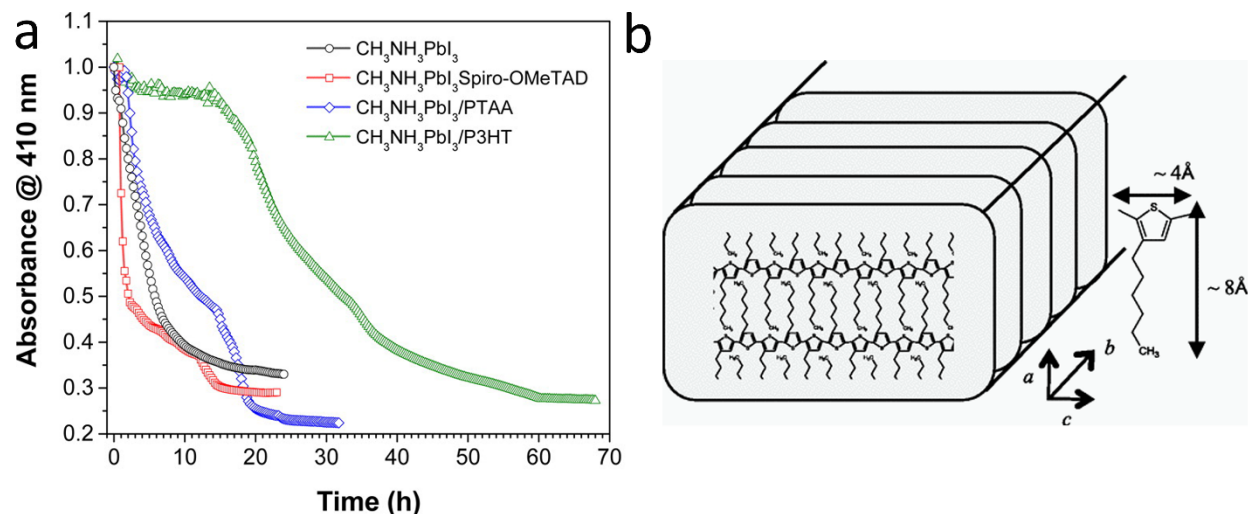 a
CH₃NH₃PbI₃
CH₃NH₃PbI₃Spiro-OMeTAD
CH₃NH₃PbI₃/PTAA
CH₃NH₃PbI₃/P3HT
Absorbance @ 410 nm
1.0
0.9
0.8
0.7
0.6
0.5
0.4
0.3
0.2
0 10 20 30 40 50 60 70
Time (h)
b
~ 4Å
S
~ 8Å
CH₃
a
b
c